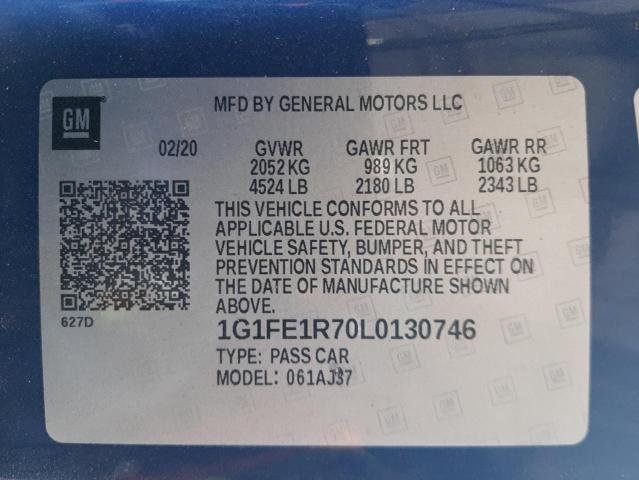 GM
MFD BY GENERAL MOTORS LLC
02/20 GVWR GAWR FRT GAWR RR
2052 KG 989 KG 1063 KG
4524 LB 2180 LB 2343 LB
THIS VEHICLE CONFORMS TO ALL
APPLICABLE U.S. FEDERAL MOTOR
VEHICLE SAFETY, BUMPER, AND THEFT
PREVENTION STANDARDS IN EFFECT ON
THE DATE OF MANUFACTURE SHOWN
ABOVE.
627D
1G1FE1R70L0130746
TYPE: PASS CAR
MODEL: 061AJ37